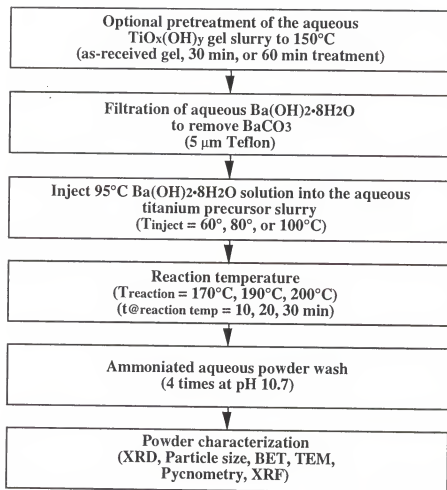 Optional pretreatment of the aqueous
TiOx(OH)y gel slurry to 150°C
(as-received gel, 30 min, or 60 min treatment)
Filtration of aqueous Ba(OH)2•8H2O
to remove BaCO3
(5 μm Teflon)
Inject 95°C Ba(OH)2•8H2O solution into the aqueous
titanium precursor slurry
(Tinject = 60°, 80°, or 100°C)
Reaction temperature
(Treaction = 170°C, 190°C, 200°C)
(t@reaction temp = 10, 20, 30 min)
Ammoniated aqueous powder wash
(4 times at pH 10.7)
Powder characterization
(XRD, Particle size, BET, TEM,
Pycnometry, XRF)